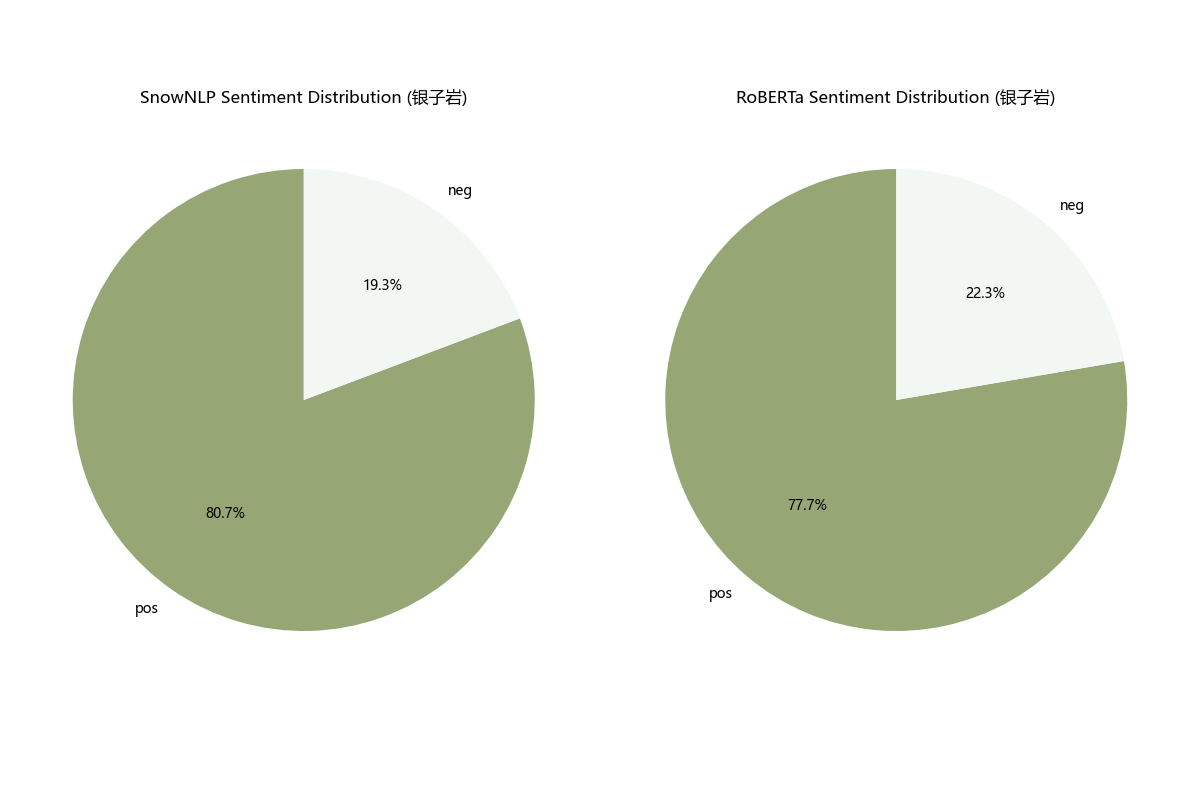 SnowNLP Sentiment Distribution (银子岩)
neg
19.3%
80.7%
pos
RoBERTa Sentiment Distribution (银子岩)
neg
22.3%
77.7%
pos